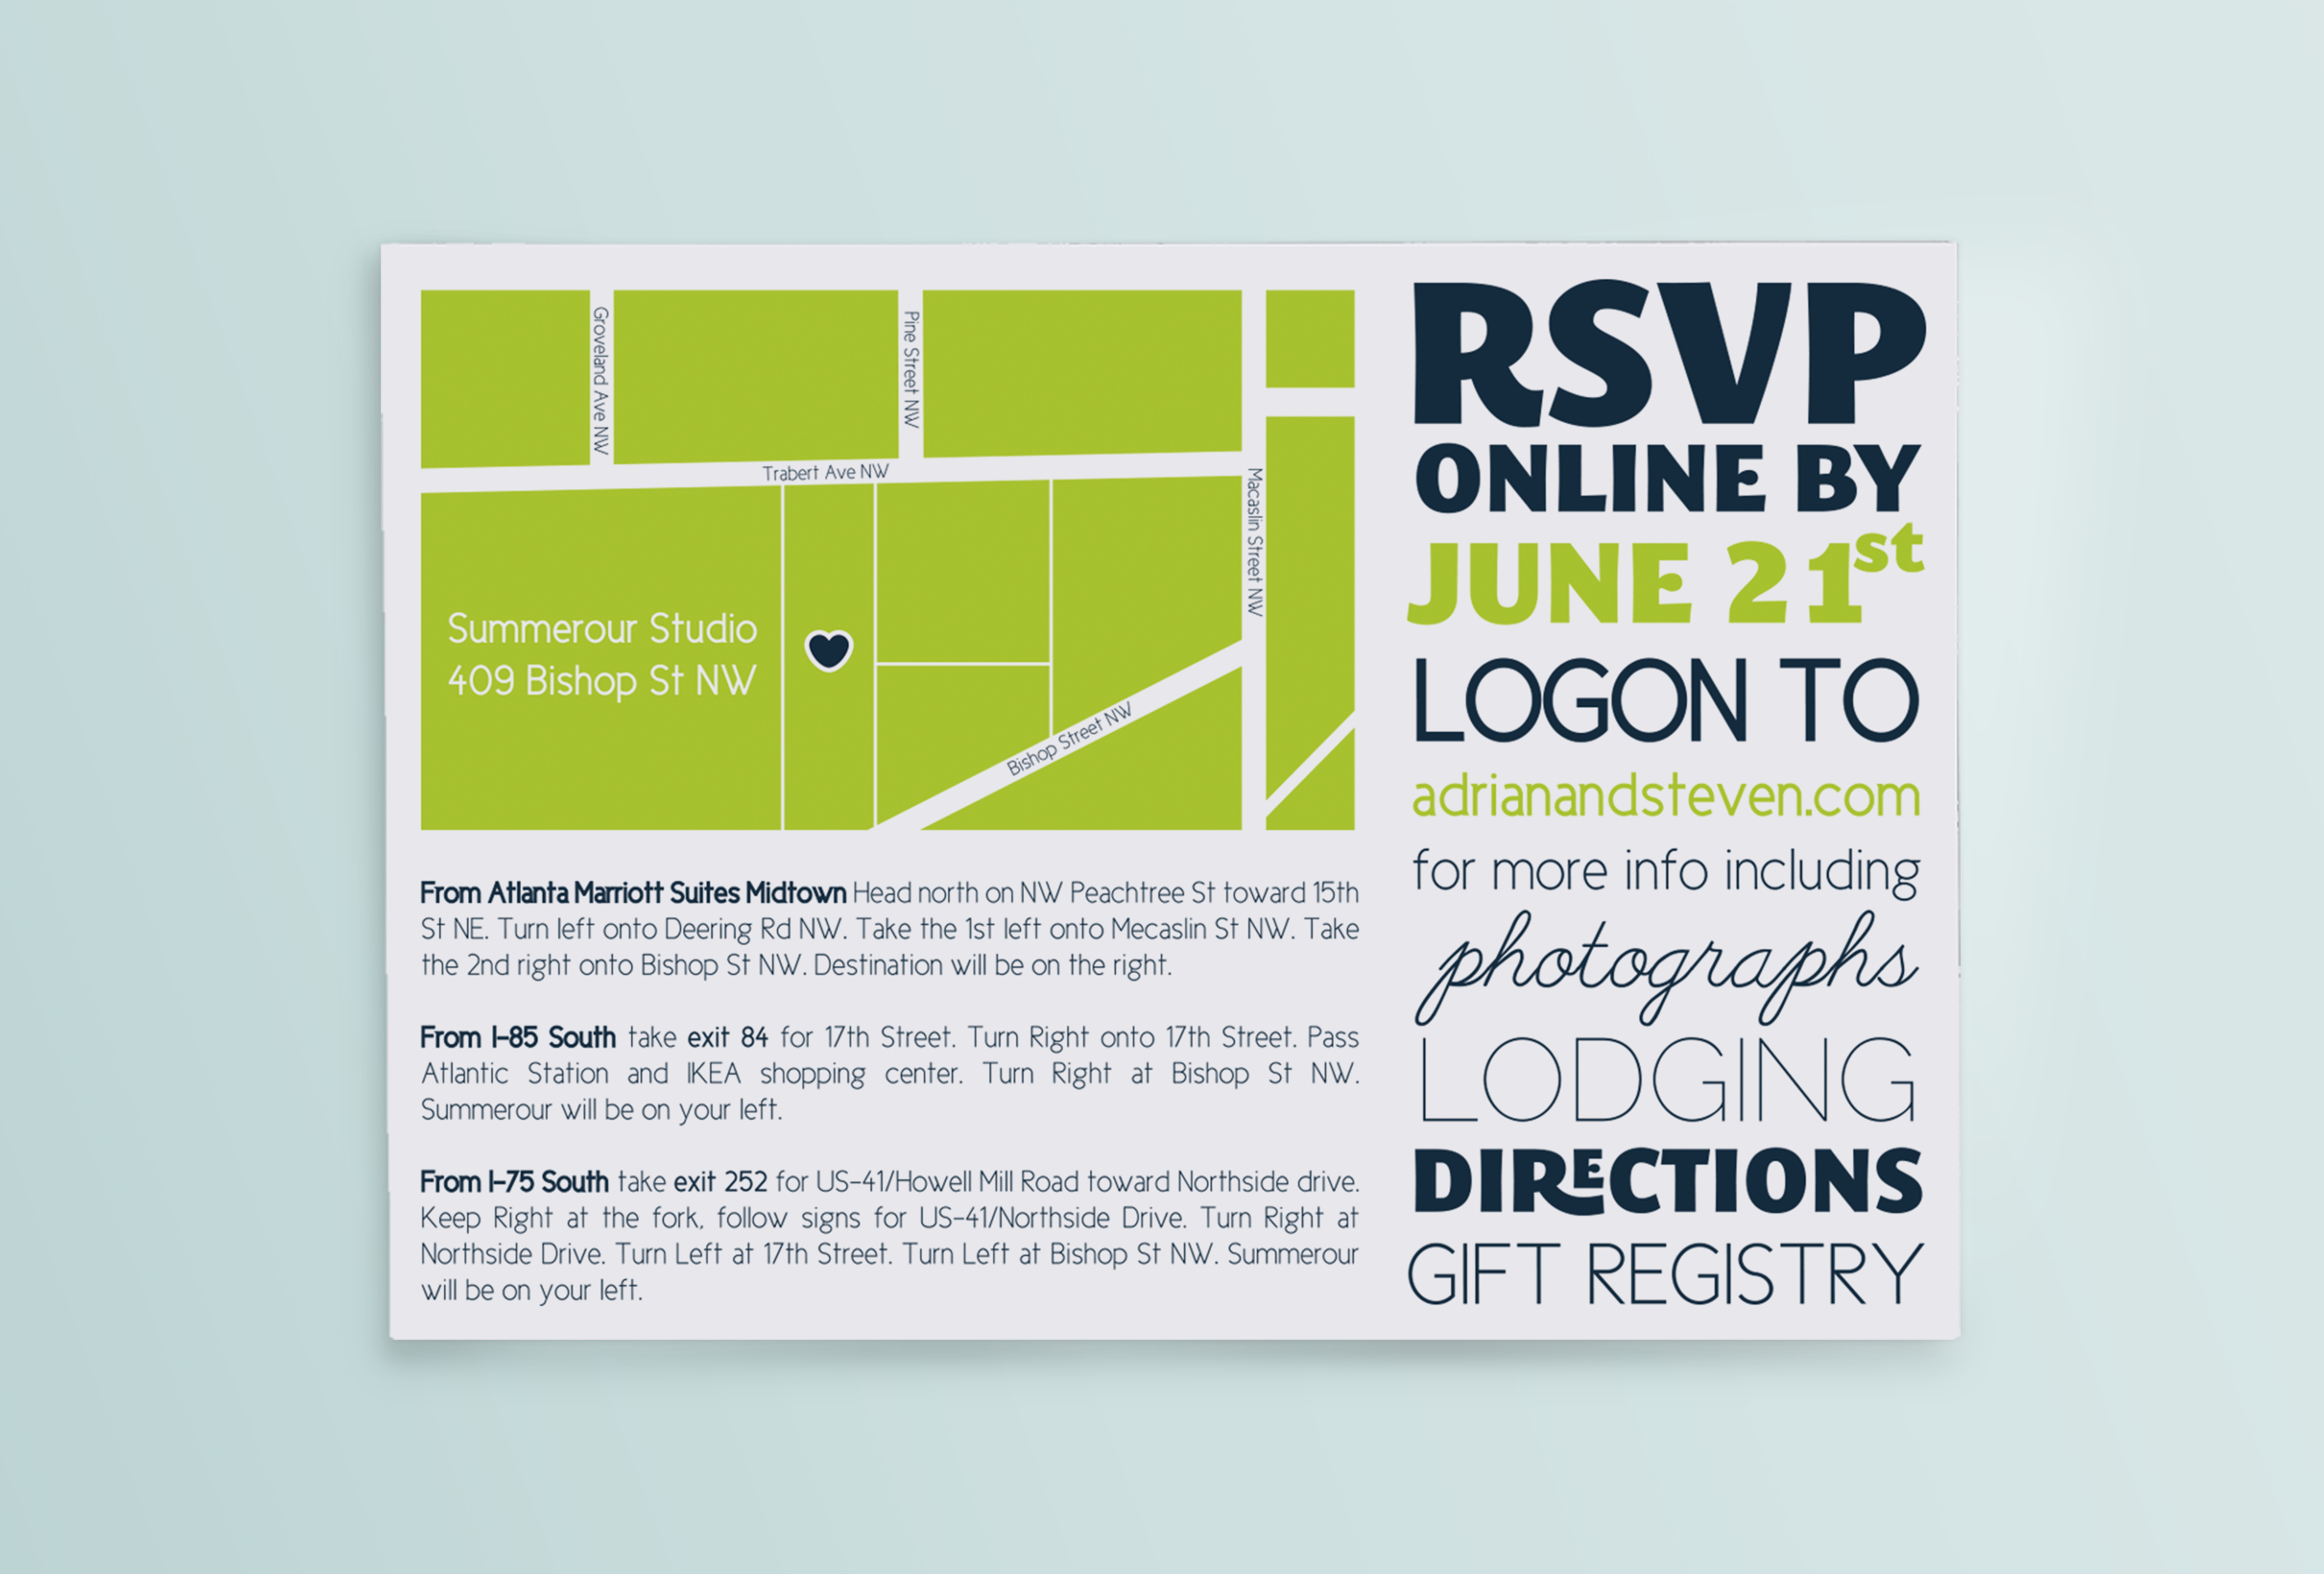 Groveland Ave NW
Pine Street NW
Trabert Ave NW
Macaslin Street NW
Summerour Studio
409 Bishop St NW
Bishop Street NW
From Atlanta Marriott Suites Midtown Head north on NW Peachtree St toward 15th
St NE. Turn left onto Deering Rd NW. Take the 1st left onto Mecaslin St NW. Take
the 2nd right onto Bishop St NW. Destination will be on the right.
From I-85 South take exit 84 for 17th Street. Turn Right onto 17th Street. Pass
Atlantic Station and IKEA shopping center. Turn Right at Bishop St NW.
Summerour will be on your left.
From I-75 South take exit 252 for US-41/Howell Mill Road toward Northside drive.
Keep Right at the fork, follow signs for US-41/Northside Drive. Turn Right at
Northside Drive. Turn Left at 17th Street. Turn Left at Bishop St NW. Summerour
will be on your left.
RSVP
ONLINE BY
JUNE 21st
LOGON TO
adrianandsteven.com
for more info including
photographs
LODGING
DIRECTIONS
GIFT REGISTRY